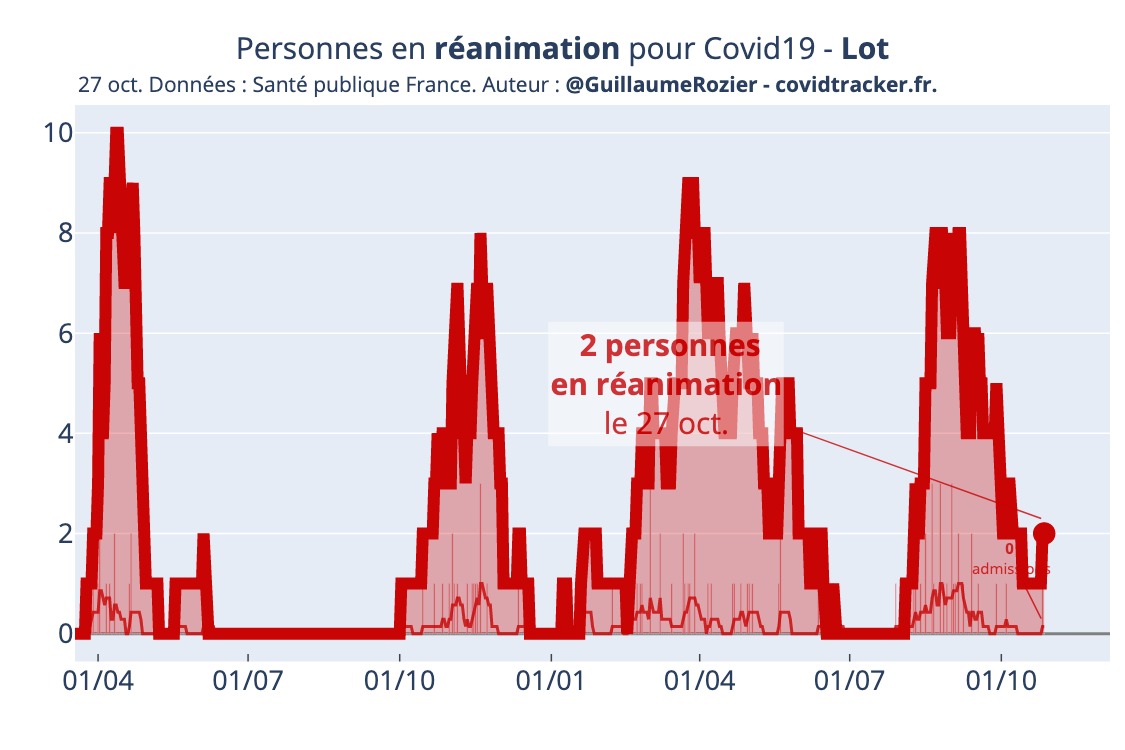 Personnes en réanimation pour Covid19 - Lot
27 oct. Données : Santé publique France. Auteur : @GuillaumeRozier - covidtracker.fr.
10
8
6
4
2
0
2 personnes
en réanimation
le 27 oct.
0
admissions
01/04
01/07
01/10
01/01
01/04
01/07
01/10